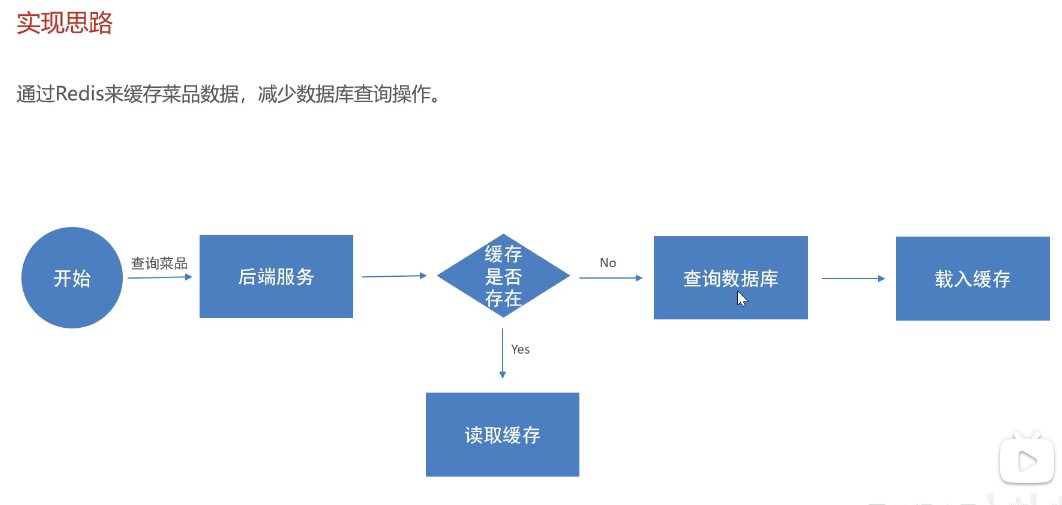 实现思路
通过Redis来缓存菜品数据，减少数据库查询操作。
开始
查询菜品
后端服务
缓存
是否
存在
No
查询数据库
载入缓存
Yes
读取缓存